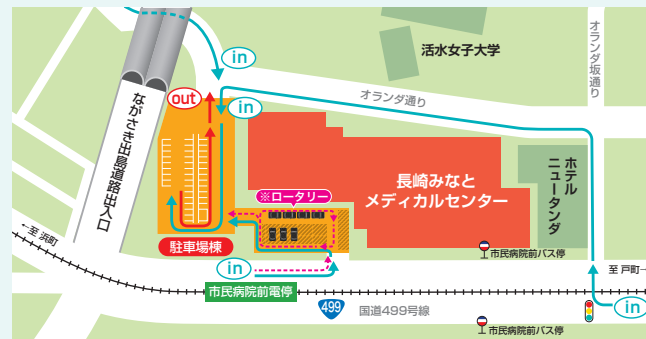 in
活水女子大学
オランダ坂通り
out
in
オランダ通り
ながさき出島道路出入口
長崎みなと
メディカルセンター
ホテル
ニュータンダ
※ロータリー
←至 浜町
駐車場棟
市民病院前バス停
in
至 戸町→
市民病院前電停
499
国道499号線
in
市民病院前バス停